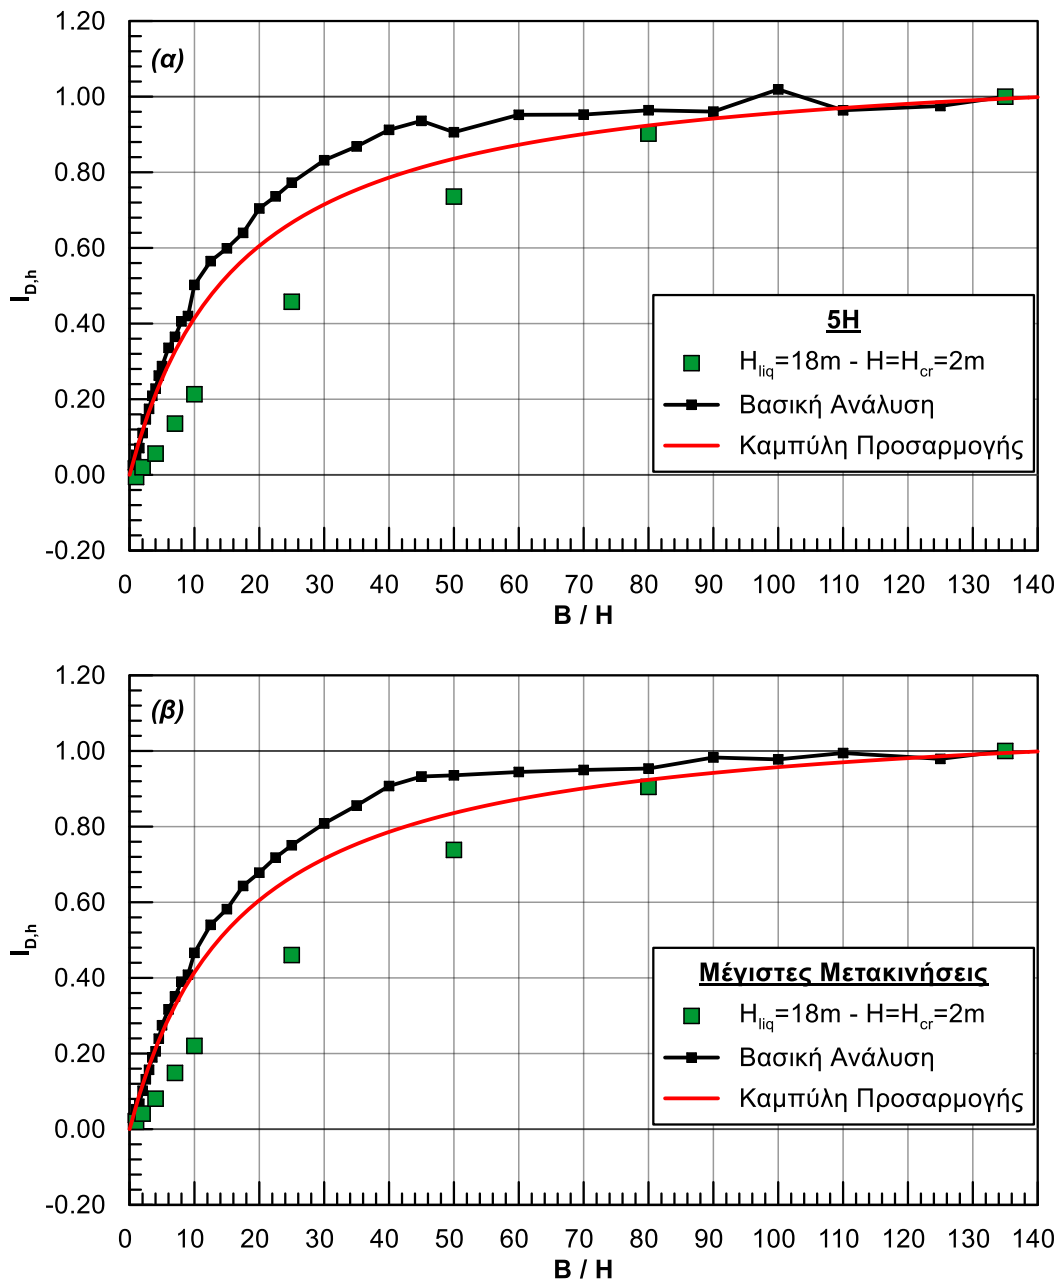 1.20
(α)
1.00
0.80
0.60
0.40
0.20
0.00
-0.20
I_D,h
5H
H_liq=18m - H=H_cr=2m
Βασική Ανάλυση
Καμπύλη Προσαρμογής
0 10 20 30 40 50 60 70 80 90 100 110 120 130 140
B / H
1.20
(β)
1.00
0.80
0.60
0.40
0.20
0.00
-0.20
I_D,h
Μέγιστες Μετακινήσεις
H_liq=18m - H=H_cr=2m
Βασική Ανάλυση
Καμπύλη Προσαρμογής
0 10 20 30 40 50 60 70 80 90 100 110 120 130 140
B / H